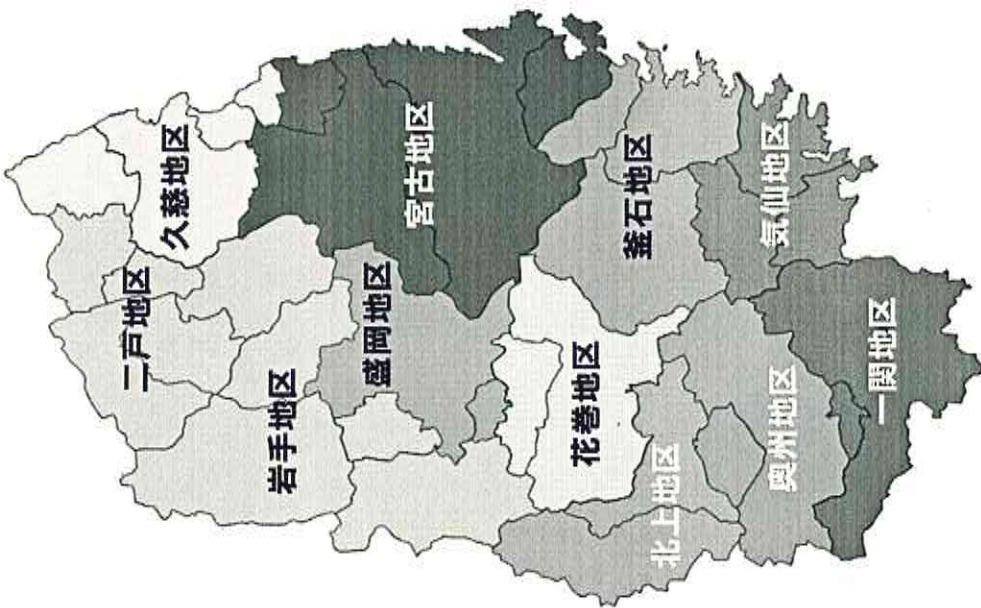 久慈地区
二戸地区
宮古地区
盛岡地区
岩手地区
釜石地区
花巻地区
気仙地区
北上地区
奥州地区
一関地区